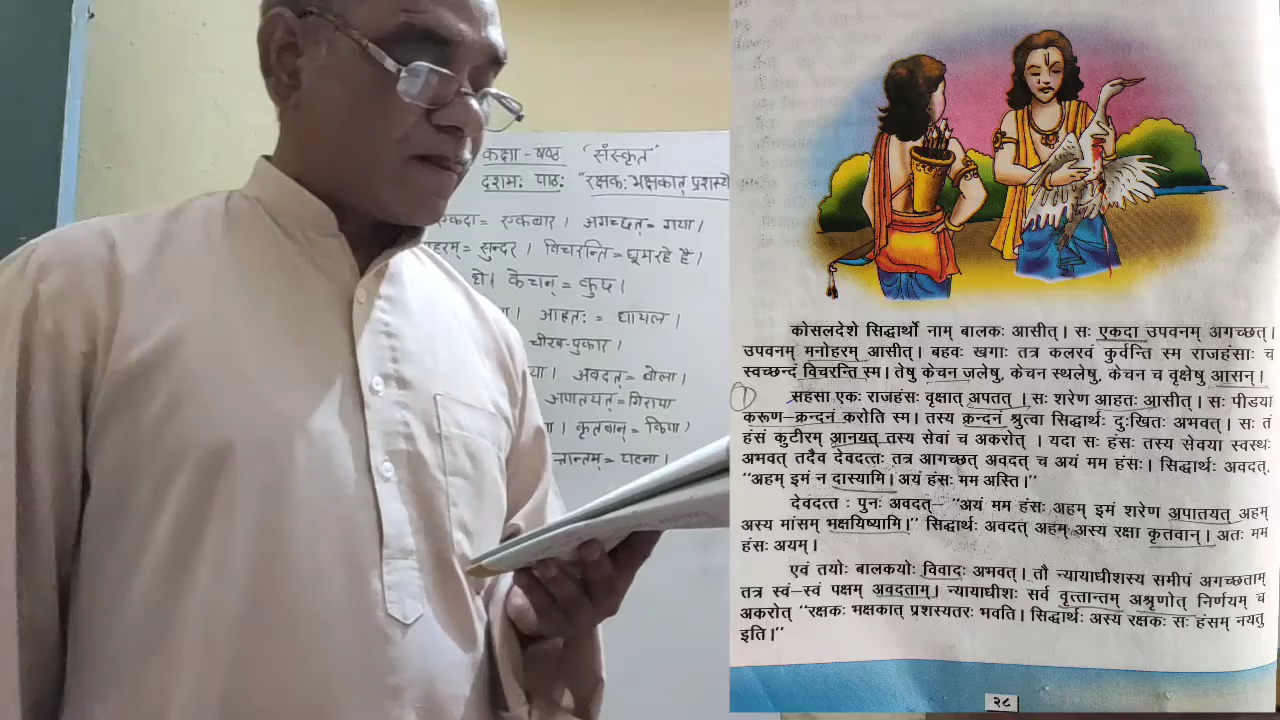 कक्षा - षष्ठ 'संस्कृत'
दशमः पाठः "रक्षकः भक्षकात् प्रशस्य
एकदा = एकबार । अगच्छत् = गया ।
हरम् = सुन्दर । विचरन्ति = घूम रहे हैं ।
थे । केचन् = कुछ ।
। आहतः = घायल ।
चीख-पुकार ।
या । अवदत् = बोला ।
अपातयत् = गिराया
। कृतवान् = किया ।
त्तान्तम् = घटना ।
कोसलदेशे सिद्धार्थो नाम बालकः आसीत् । सः एकदा उपवनम् अगच्छत् ।
उपवनम् मनोहरम् आसीत् । बहवः खगाः तत्र कलरवं कुर्वन्ति स्म राजहंसाः च
स्वच्छन्दं विचरन्ति स्म । तेषु केचन जलेषु, केचन स्थलेषु, केचन च वृक्षेषु आसन् ।
सहसा एकः राजहंसः वृक्षात् अपतत् । सः शरेण आहतः आसीत् । सः पीडया
करूण–क्रन्दनं करोति स्म । तस्य क्रन्दनं श्रुत्वा सिद्धार्थः दुःखितः अभवत् । सः तं
हंसं कुटीरम् आनयत् तस्य सेवां च अकरोत् । यदा सः हंसः तस्य सेवया स्वस्थः
अभवत् तदैव देवदत्तः तत्र आगच्छत् अवदत् च अयं मम हंसः । सिद्धार्थः अवदत्,
"अहम् इमं न दास्यामि । अयं हंसः मम अस्ति ।"
देवदत्त : पुनः अवदत् "अयं मम हंसः अहम् इमं शरेण अपातयत् अहम्
अस्य मांसम् भक्षयिष्यामि ।" सिद्धार्थः अवदत् अहम् अस्य रक्षा कृतवान् । अतः मम
हंसः अयम् ।
एवं तयोः बालकयोः विवादः अभवत् । तौ न्यायाधीशस्य समीपं अगच्छताम्
तत्र स्वं–स्वं पक्षम् अवदताम् । न्यायाधीशः सर्व वृत्तान्तम् अश्रृणोत् निर्णयम् च
अकरोत् "रक्षकः भक्षकात् प्रशस्यतरः भवति । सिद्धार्थः अस्य रक्षकः सः हंसम् नयतु
इति ।"
२८